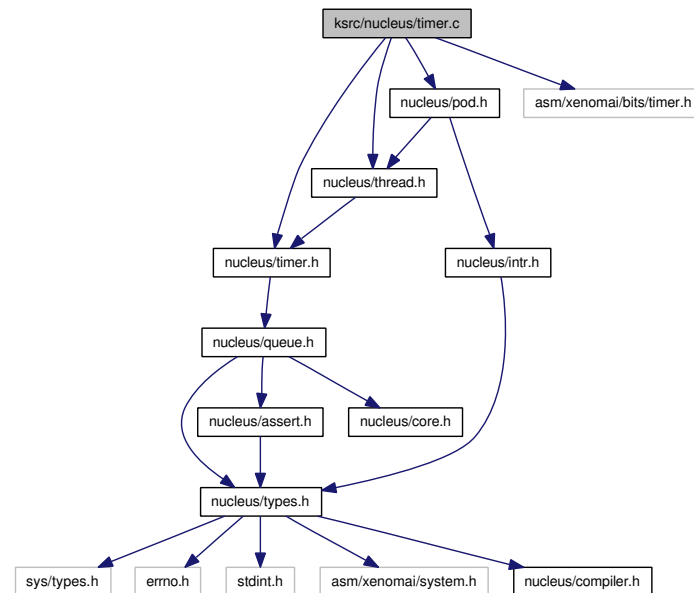 ksrc/nucleus/timer.c
nucleus/pod.h
asm/xenomai/bits/timer.h
nucleus/thread.h
nucleus/timer.h
nucleus/intr.h
nucleus/queue.h
nucleus/assert.h
nucleus/core.h
nucleus/types.h
sys/types.h
errno.h
stdint.h
asm/xenomai/system.h
nucleus/compiler.h